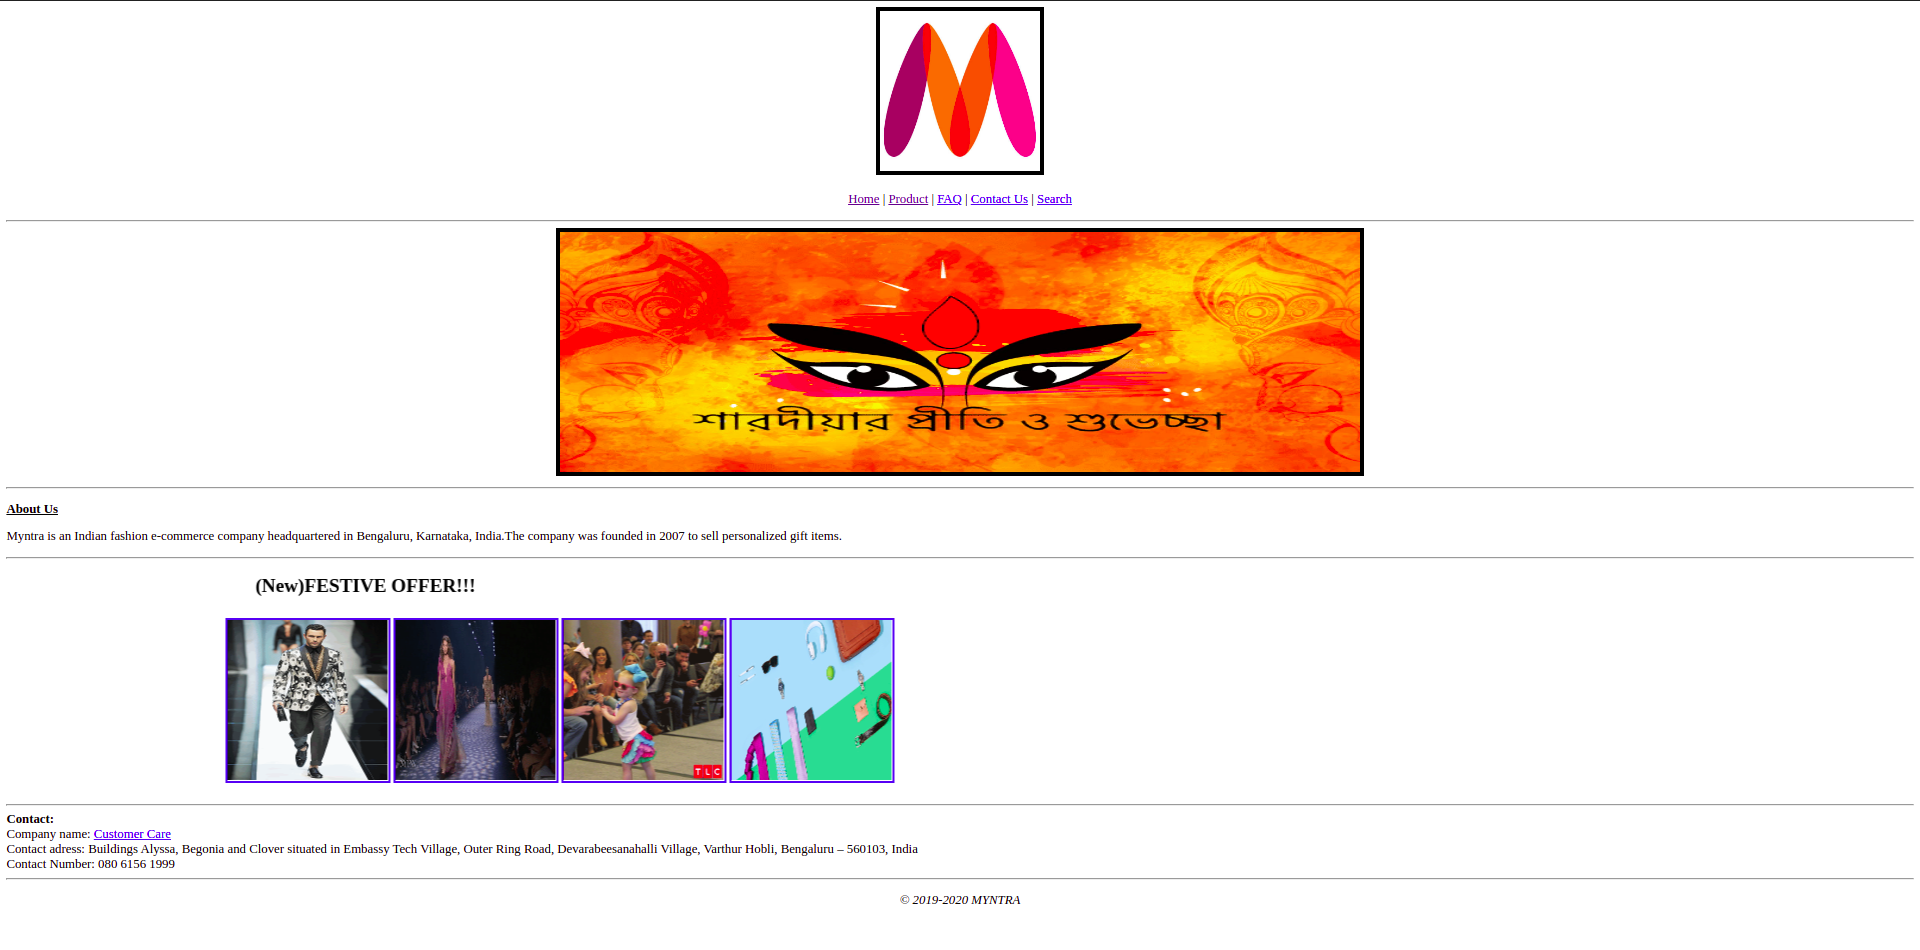 Home | Product | FAQ | Contact Us | Search
শারদীয়ার প্রীতি ও শুভেচ্ছা
About Us
Myntra is an Indian fashion e-commerce company headquartered in Bengaluru, Karnataka, India.The company was founded in 2007 to sell personalized gift items.
(New)FESTIVE OFFER!!!
TLC
Contact:
Company name: Customer Care
Contact adress: Buildings Alyssa, Begonia and Clover situated in Embassy Tech Village, Outer Ring Road, Devarabeesanahalli Village, Varthur Hobli, Bengaluru – 560103, India
Contact Number: 080 6156 1999
© 2019-2020 MYNTRA